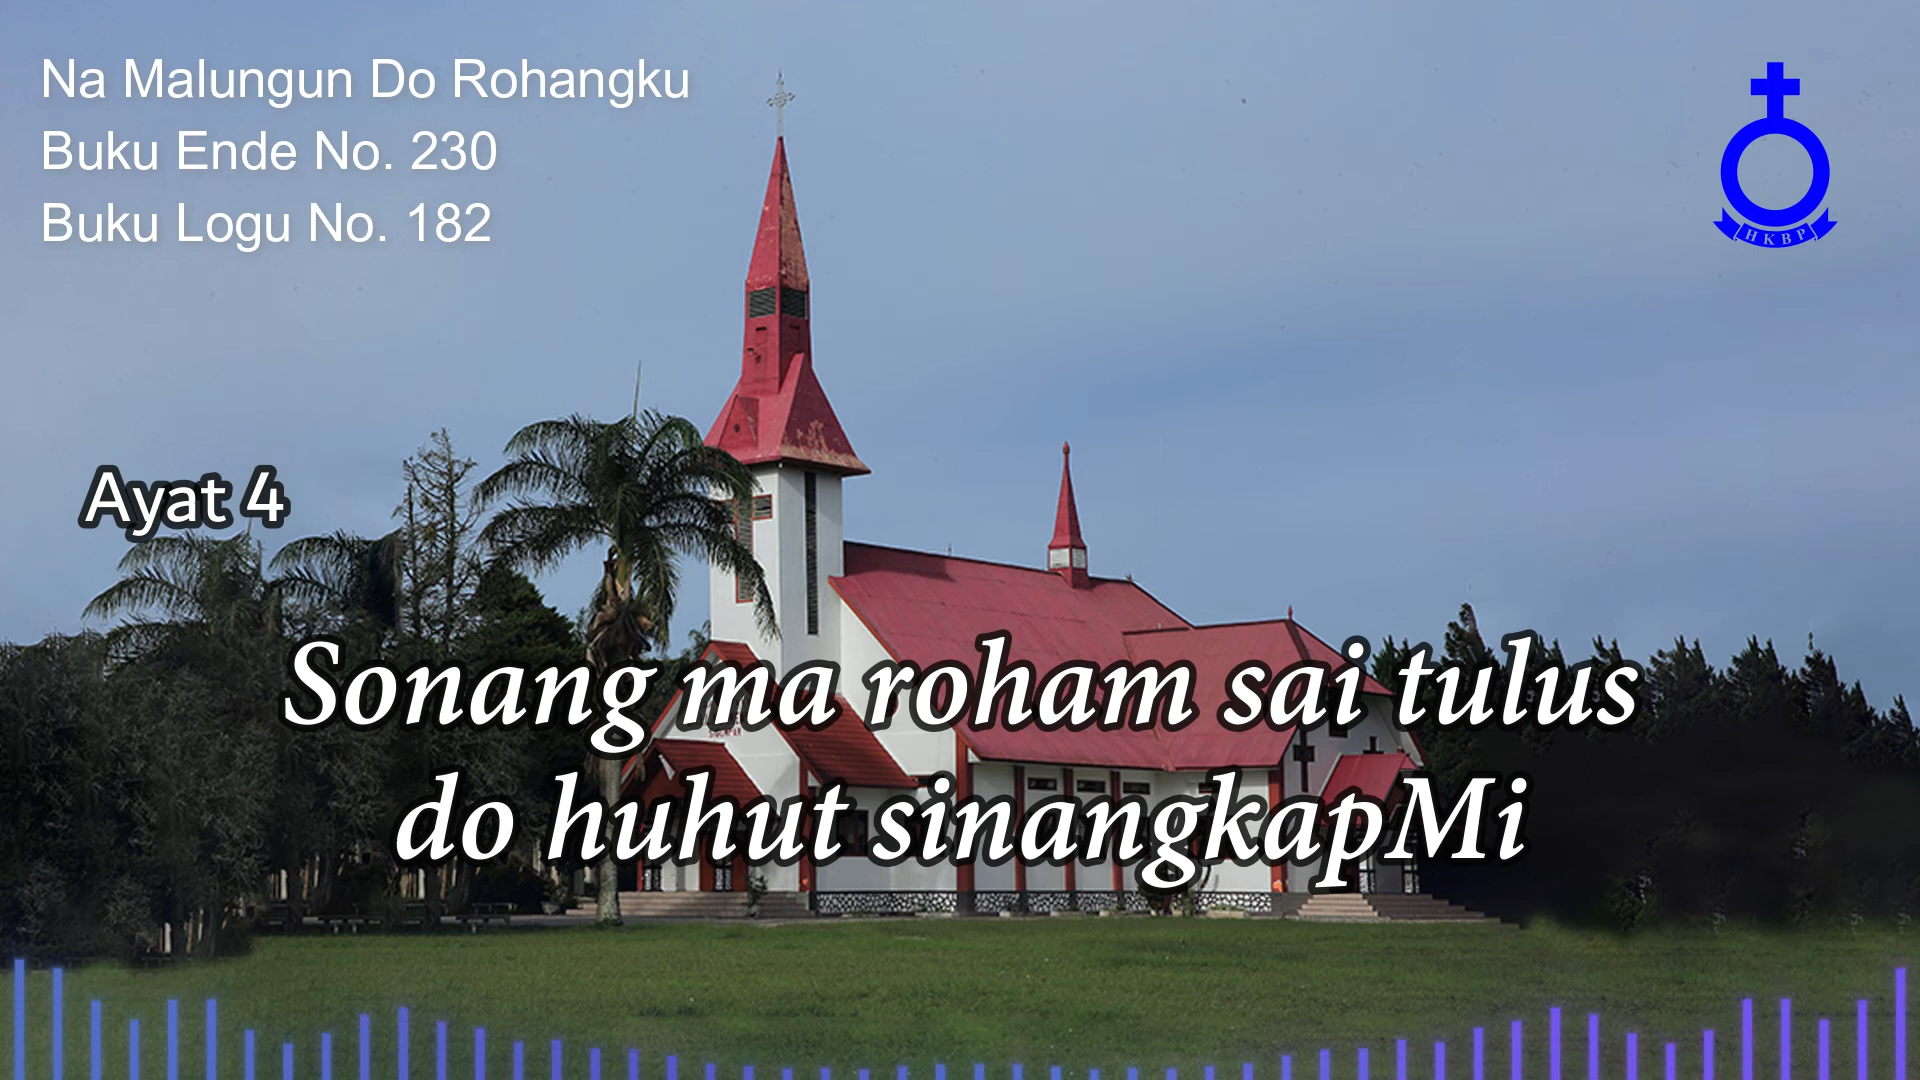 Na Malungun Do Rohangku
Buku Ende No. 230
Buku Logu No. 182
HKBP
Ayat 4
Sonang ma roham sai tulus
do huhut sinangkapMi